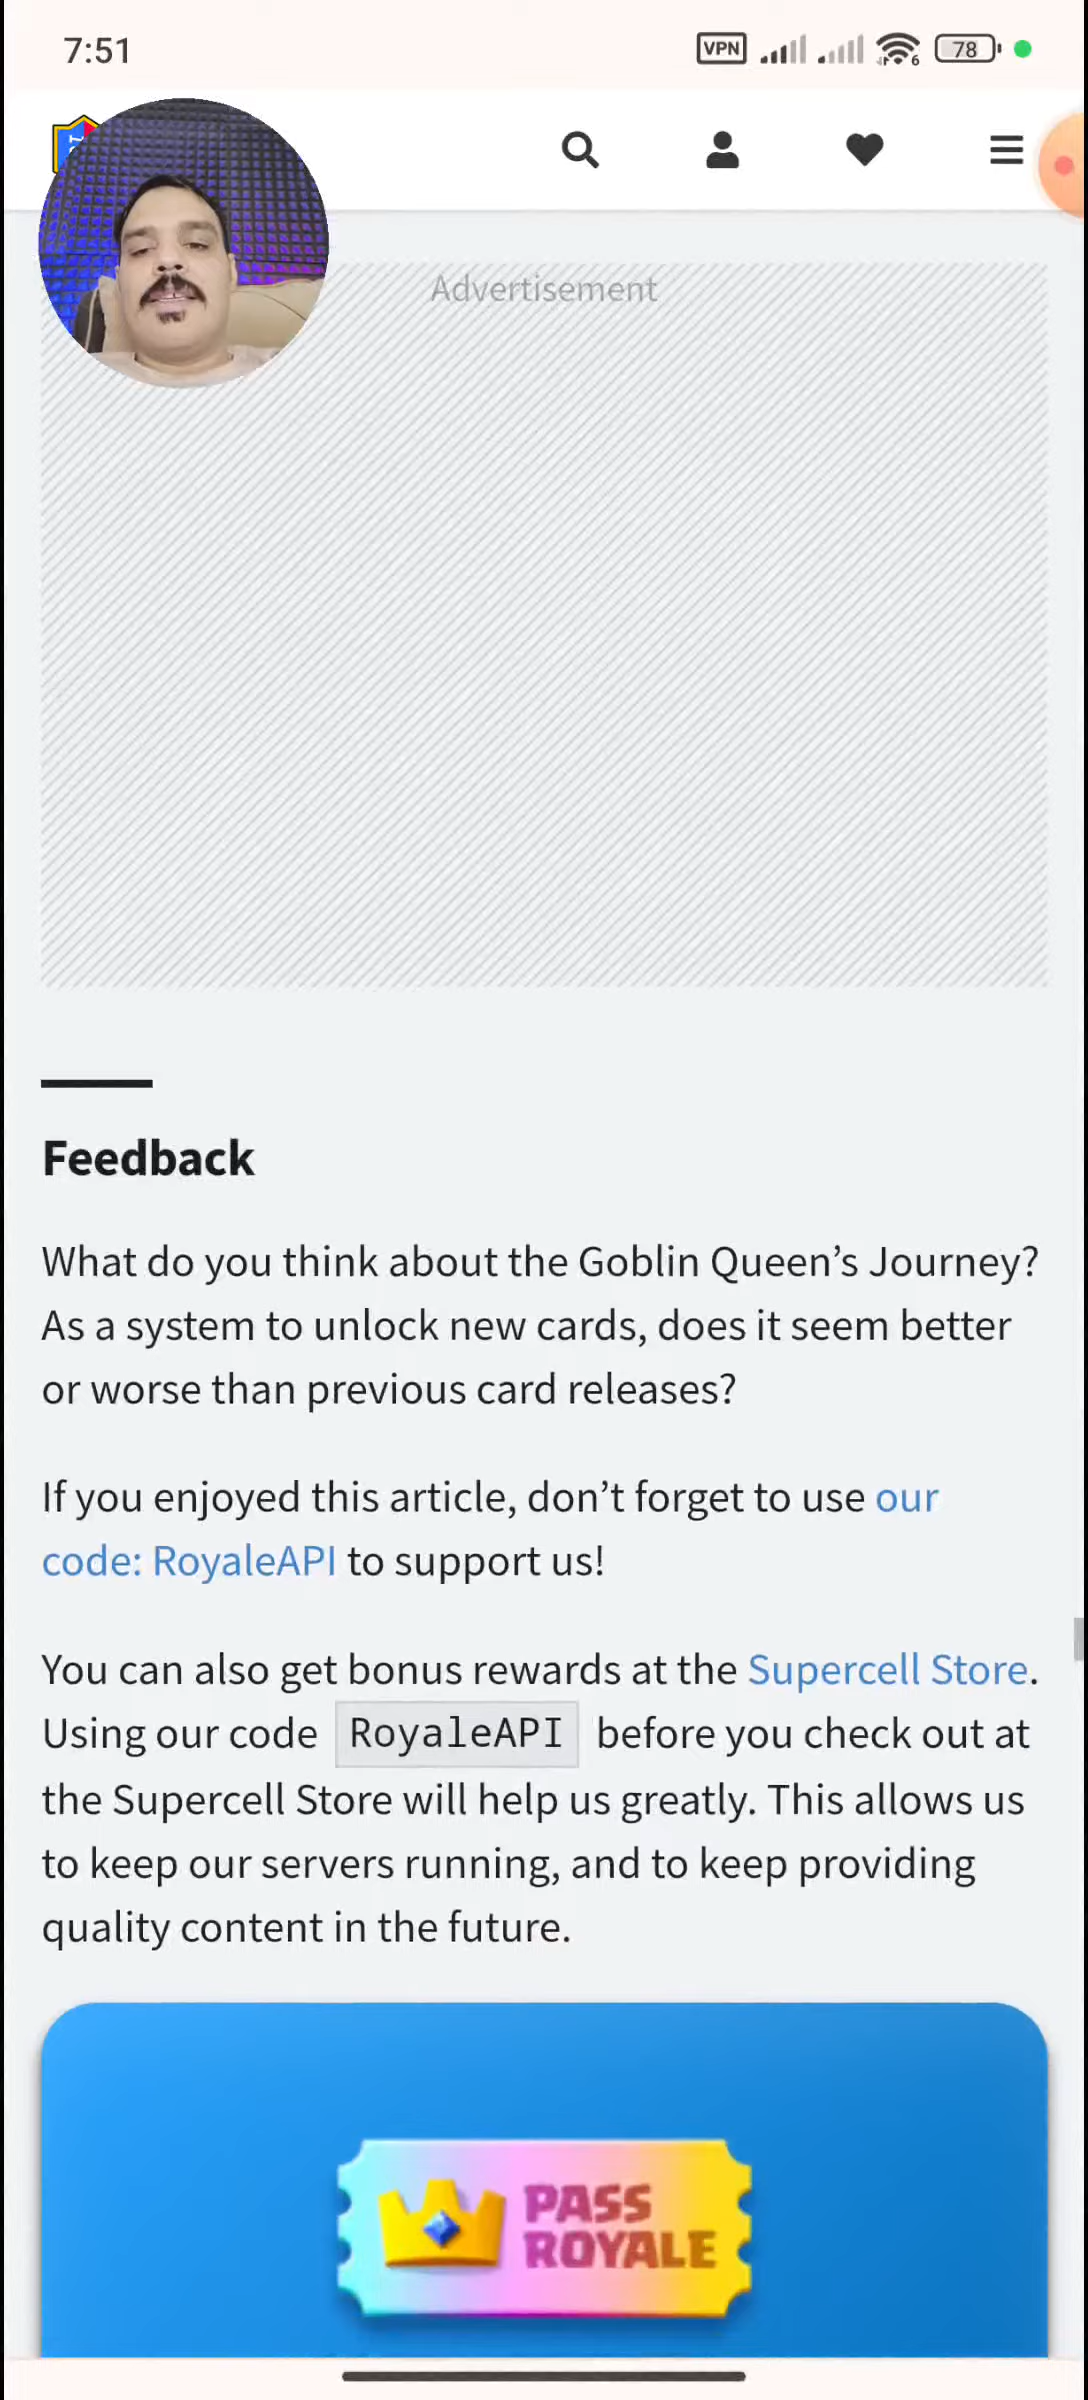 7:51
VPN
6
78
Advertisement
Feedback
What do you think about the Goblin Queen’s Journey?
As a system to unlock new cards, does it seem better
or worse than previous card releases?
If you enjoyed this article, don’t forget to use our
code: RoyaleAPI to support us!
You can also get bonus rewards at the Supercell Store.
Using our code RoyaleAPI before you check out at
the Supercell Store will help us greatly. This allows us
to keep our servers running, and to keep providing
quality content in the future.
PASS
ROYALE